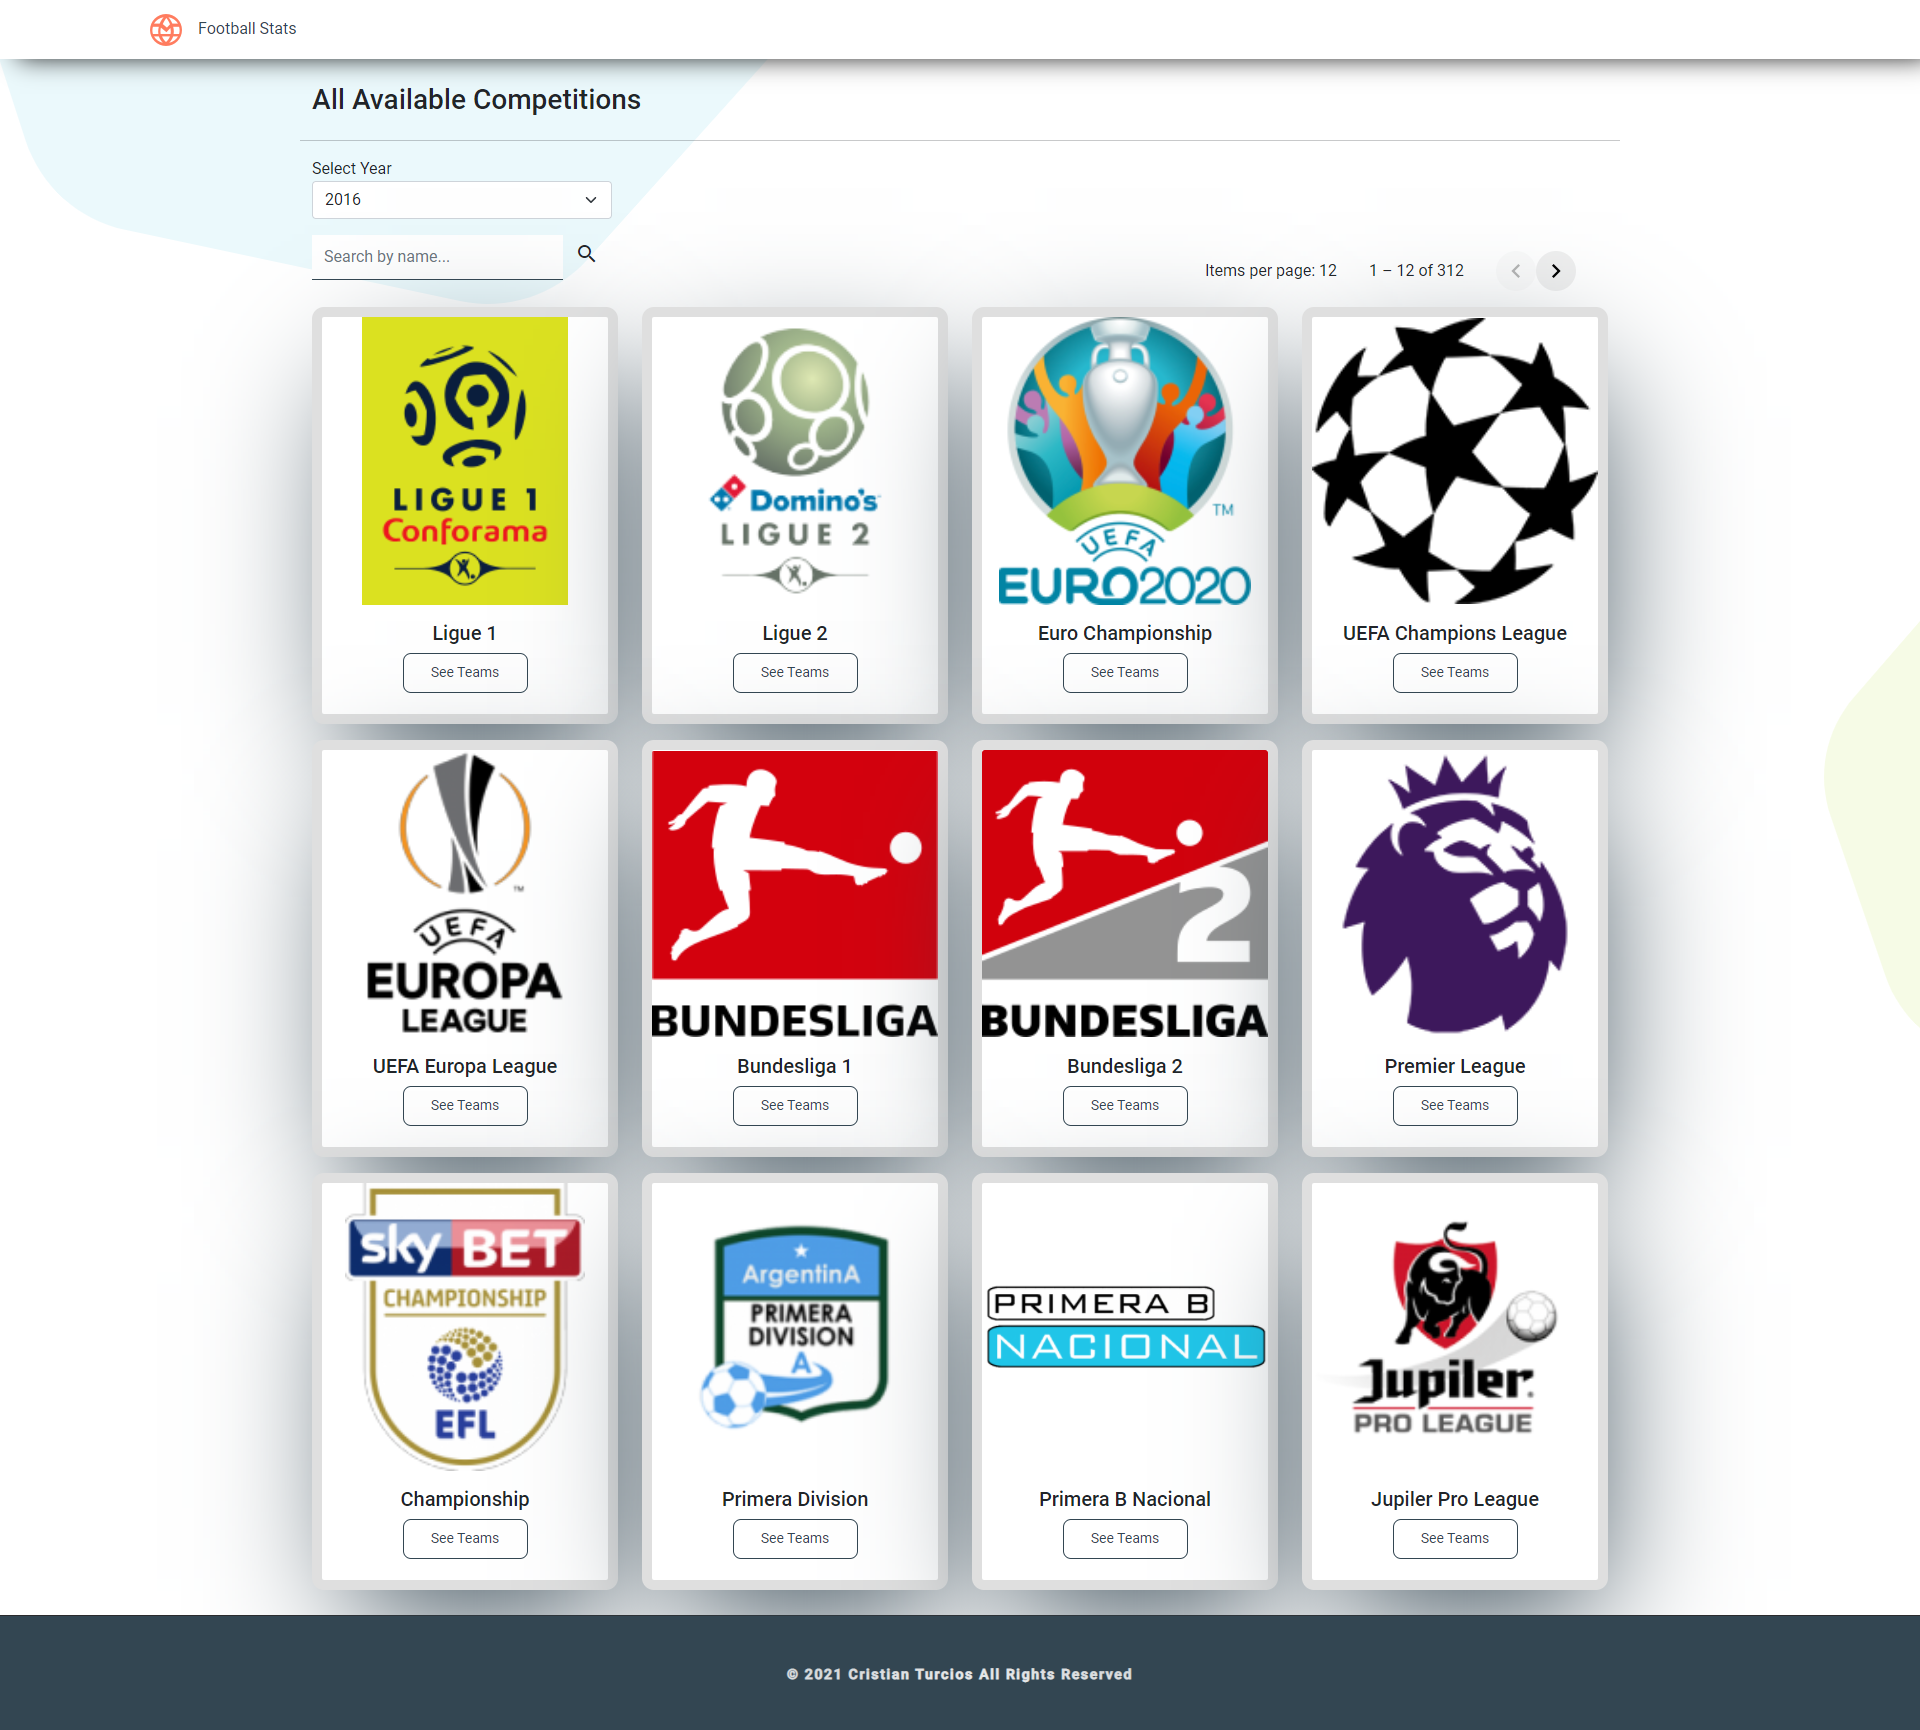 Football Stats
All Available Competitions
Select Year
2016
Search by name...
Items per page: 12
1 – 12 of 312
LIGUE 1
Conforama
Ligue 1
See Teams
Domino's
LIGUE 2
Ligue 2
See Teams
TM
UEFA
EURO2020
Euro Championship
See Teams
UEFA Champions League
See Teams
TM
UEFA
EUROPA
LEAGUE
UEFA Europa League
See Teams
BUNDESLIGA
Bundesliga 1
See Teams
2
BUNDESLIGA
Bundesliga 2
See Teams
Premier League
See Teams
sky BET
CHAMPIONSHIP
EFL
Championship
See Teams
ArgentinA
PRIMERA
DIVISION
A
Primera Division
See Teams
PRIMERA B
NACIONAL
Primera B Nacional
See Teams
Jupiler
PRO LEAGUE
Jupiler Pro League
See Teams
© 2021 Cristian Turcios All Rights Reserved